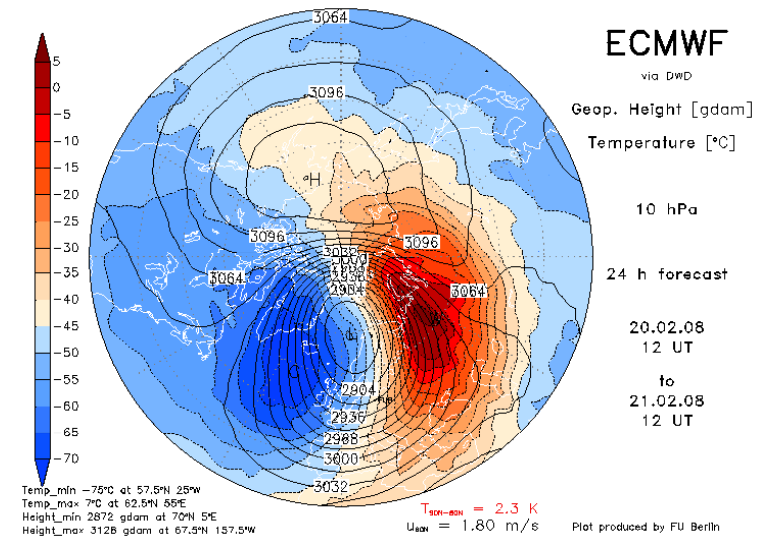 ECMWF
via DWD
Geop. Height [gdam]
Temperature [°C]
10 hPa
24 h forecast
20.02.08
12 UT
to
21.02.08
12 UT
5
0
-5
-10
-15
-20
-25
-30
-35
-40
-45
-50
-55
-60
-65
-70
3064
3096
H
3096
3096
3064
3064
3032
3000
2904
L
W
C
2904
2936
2968
3000
3032
Temp_min -75°C at 57.5°N 25°W
Temp_max 7°C at 62.5°N 55°E
Height_min 2872 gdam at 70°N 5°E
Height_max 3128 gdam at 67.5°N 157.5°W
T = 2.3 K
u = 1.80 m/s
Plot produced by FU Berlin